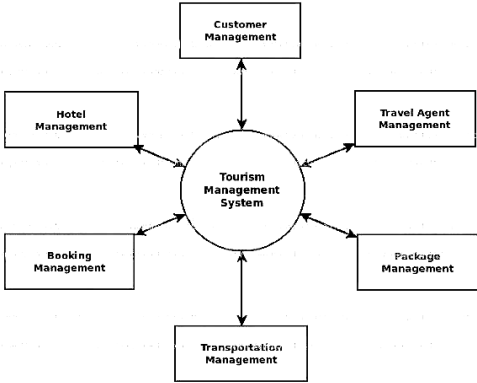 Customer
Management
Hotel
Management
Travel Agent
Management
Tourism
Management
System
Booking
Management
Package
Management
Transportation
Management